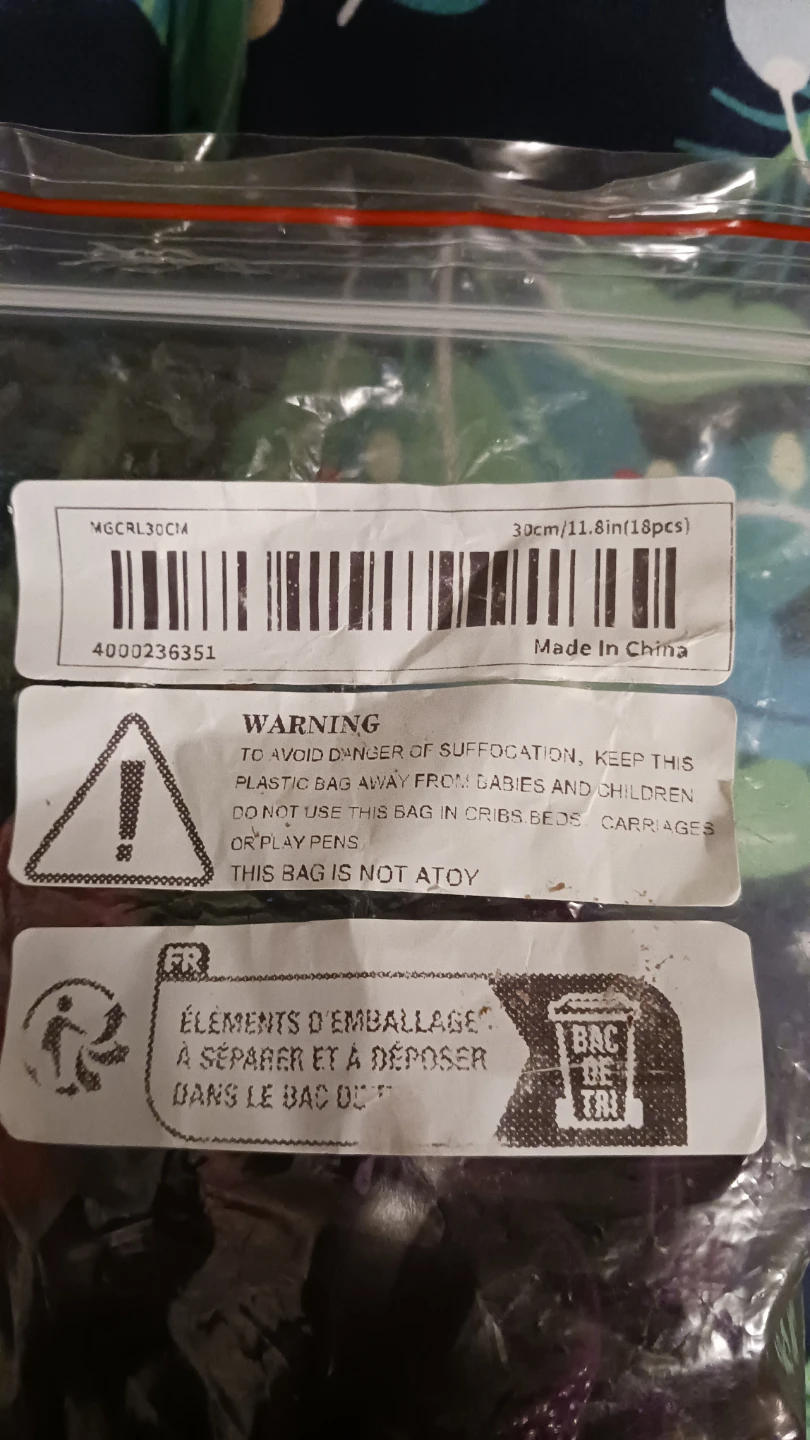 MGCRL30CM
30cm/11.8in(18pcs)
4000236351
Made In China
WARNING
TO AVOID DANGER OF SUFFOCATION, KEEP THIS
PLASTIC BAG AWAY FROM BABIES AND CHILDREN
DO NOT USE THIS BAG IN CRIBS.BEDS CARRIAGES
OR PLAY PENS
THIS BAG IS NOT ATOY
FR
ÉLÉMENTS D'EMBALLAGE
À SÉPARER ET À DÉPOSER
DANS LE BAC DE
BAC
DE
TRI